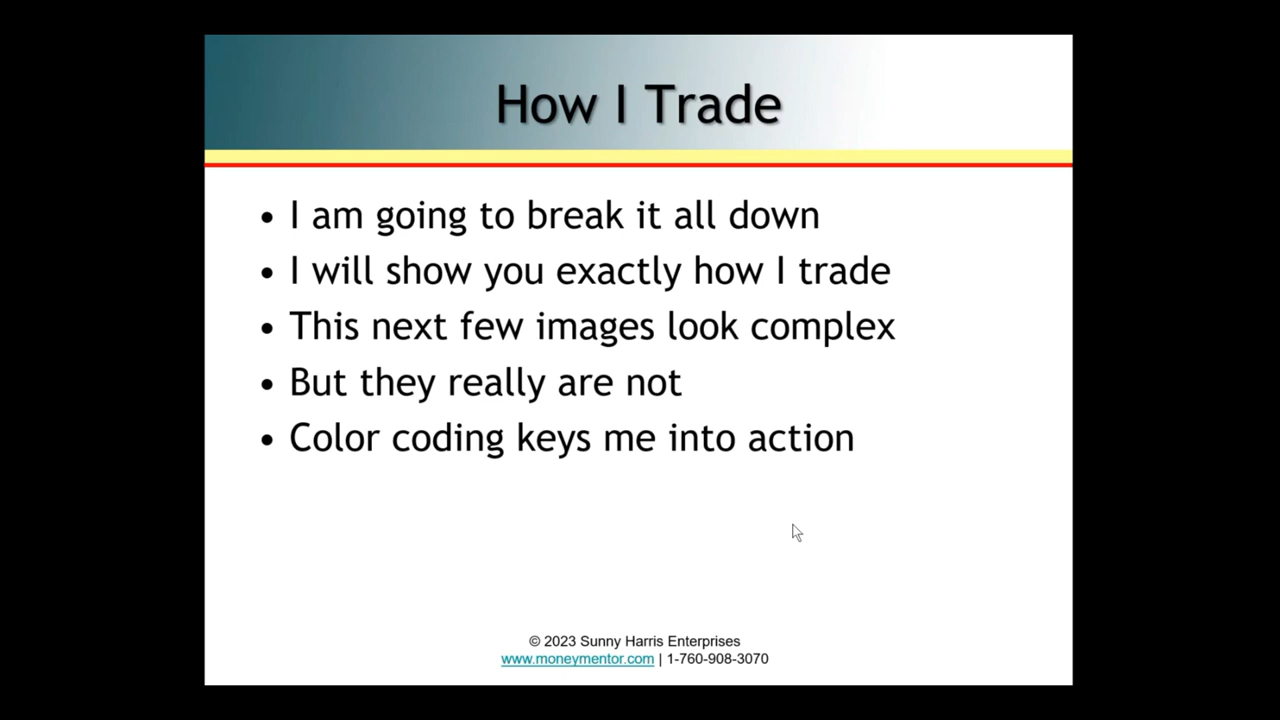 How I Trade
• I am going to break it all down
• I will show you exactly how I trade
• This next few images look complex
• But they really are not
• Color coding keys me into action
© 2023 Sunny Harris Enterprises
www.moneymentor.com | 1-760-908-3070